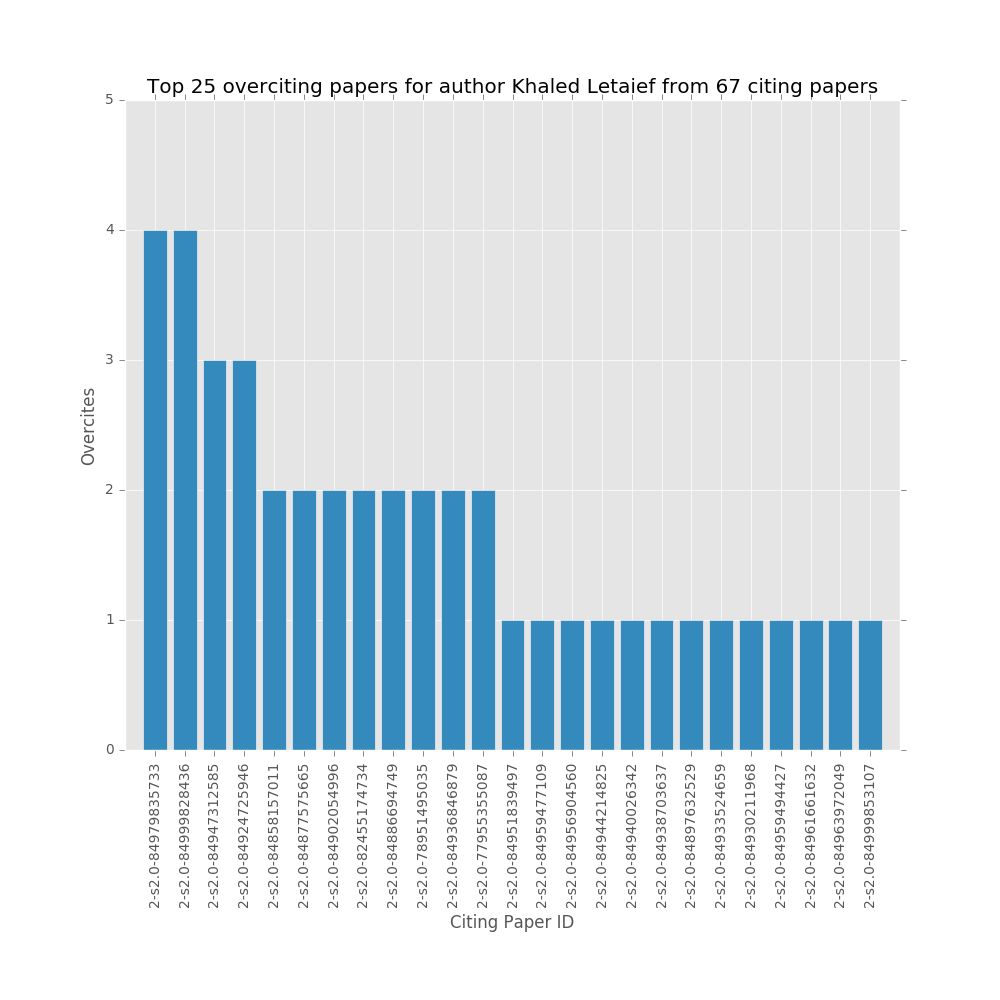 Top 25 overciting papers for author Khaled Letaief from 67 citing papers
5
4
3
2
1
0
Overcites
2-s2.0-84979835733
2-s2.0-84999828436
2-s2.0-84947312585
2-s2.0-84924725946
2-s2.0-84858157011
2-s2.0-84877575665
2-s2.0-84902054996
2-s2.0-82455174734
2-s2.0-84886694749
2-s2.0-78951495035
2-s2.0-84936846879
2-s2.0-77955355087
2-s2.0-84951839497
2-s2.0-84959477109
2-s2.0-84956904560
2-s2.0-84944214825
2-s2.0-84940026342
2-s2.0-84938703637
2-s2.0-84897632529
2-s2.0-84933524659
2-s2.0-84930211968
2-s2.0-84959494427
2-s2.0-84961661632
2-s2.0-84963972049
2-s2.0-84999853107
Citing Paper ID